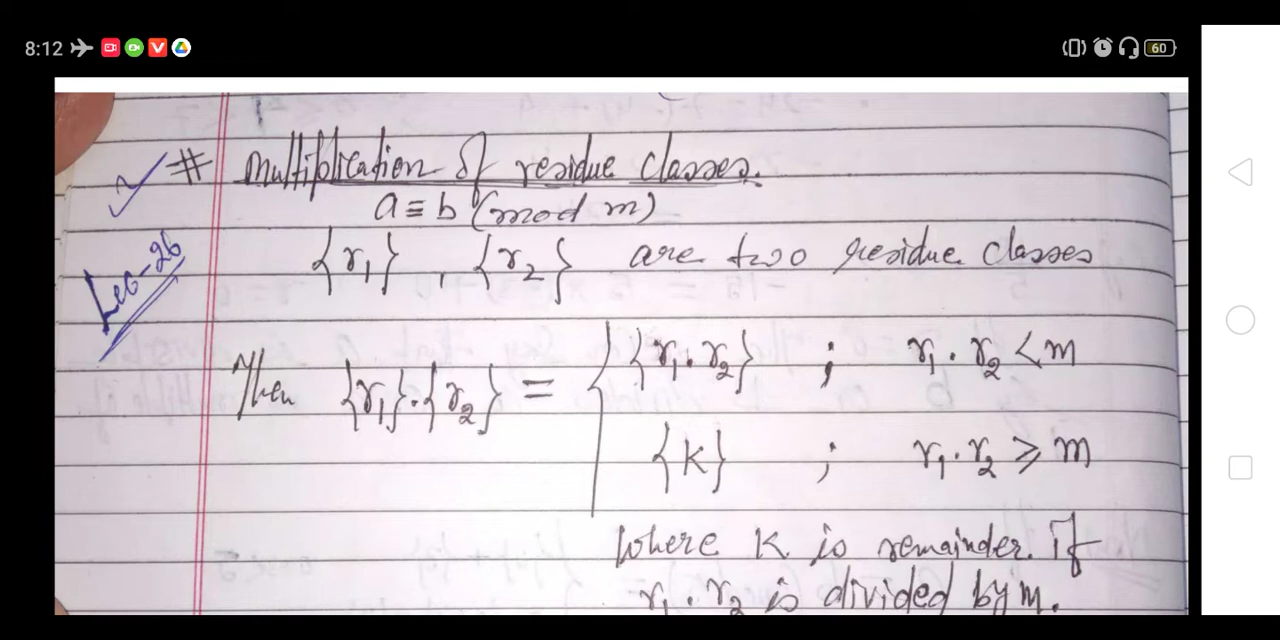 8:12
60
# Multiplication of residue classes.
a ≡ b (mod m)
Lec-26
{r₁}, {r₂} are two residue classes
Then {r₁}.{r₂} = { {r₁.r₂} ; r₁.r₂ < m
{k} ; r₁.r₂ ⩾ m
Where K is remainder. If
r₁.r₂ is divided by m.